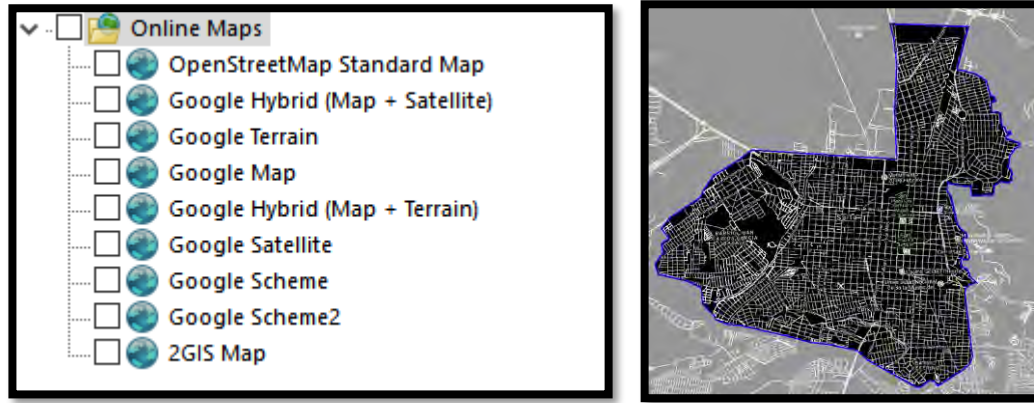 Online Maps
OpenStreetMap Standard Map
Google Hybrid (Map + Satellite)
Google Terrain
Google Map
Google Hybrid (Map + Terrain)
Google Satellite
Google Scheme
Google Scheme2
2GIS Map